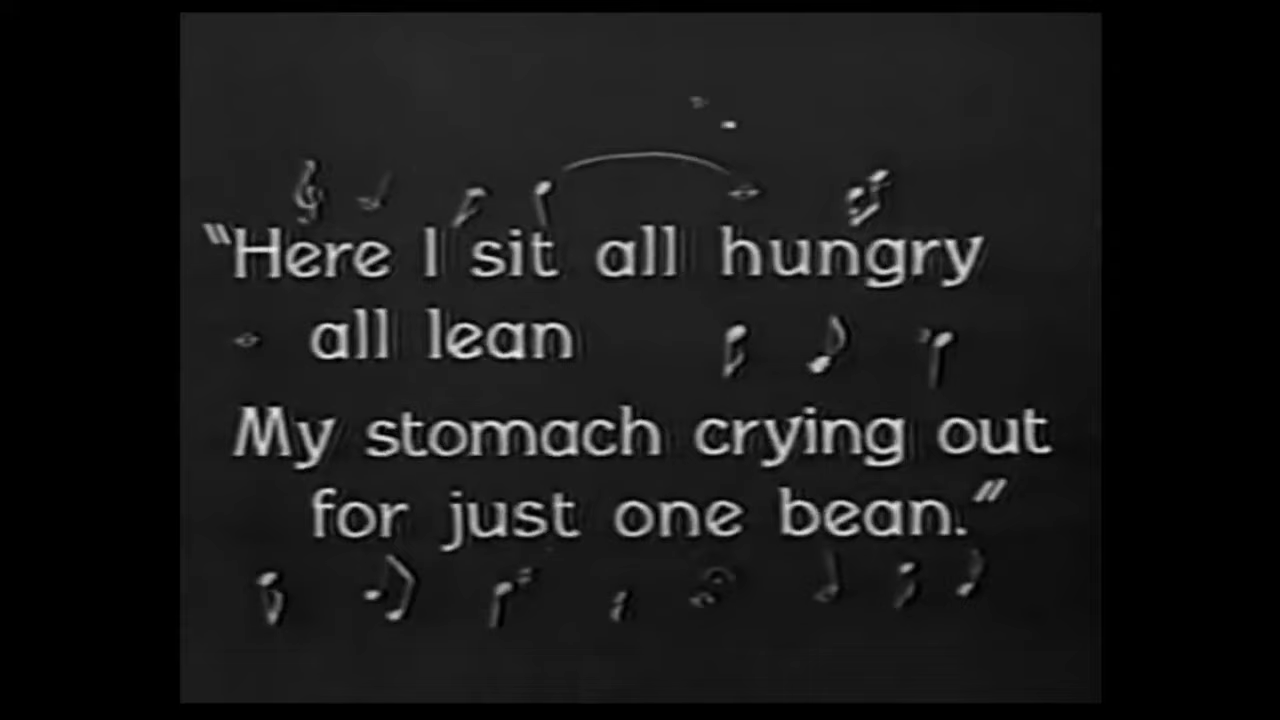 "Here I sit all hungry
all lean
My stomach crying out
for just one bean."